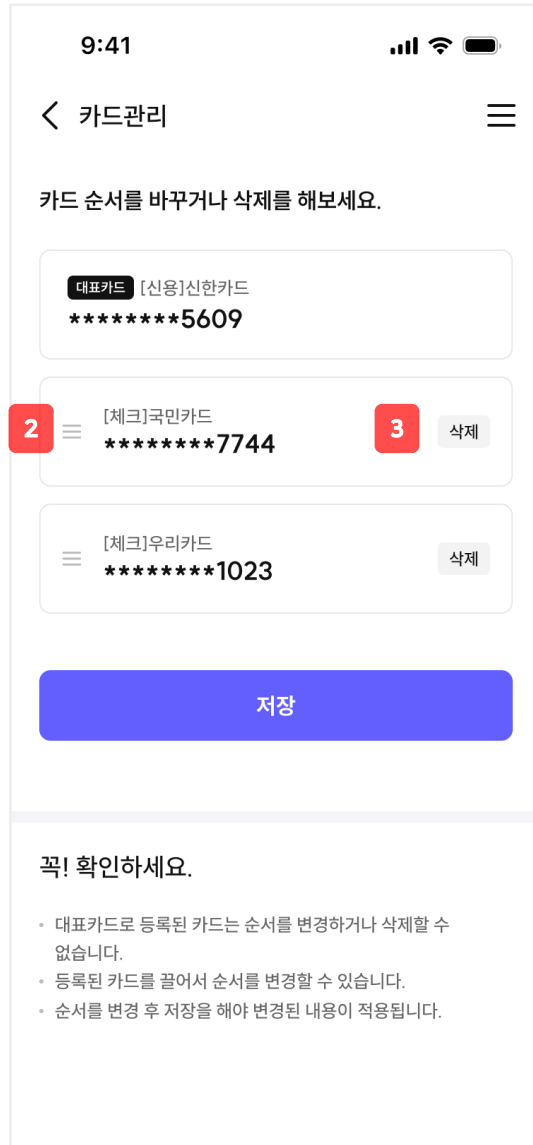 9:41
카드관리
카드 순서를 바꾸거나 삭제를 해보세요.
대표카드 [신용]신한카드
********5609
2
[체크]국민카드
********7744
3
삭제
[체크]우리카드
********1023
삭제
저장
꼭! 확인하세요.
• 대표카드로 등록된 카드는 순서를 변경하거나 삭제할 수
없습니다.
• 등록된 카드를 끌어서 순서를 변경할 수 있습니다.
• 순서를 변경 후 저장을 해야 변경된 내용이 적용됩니다.